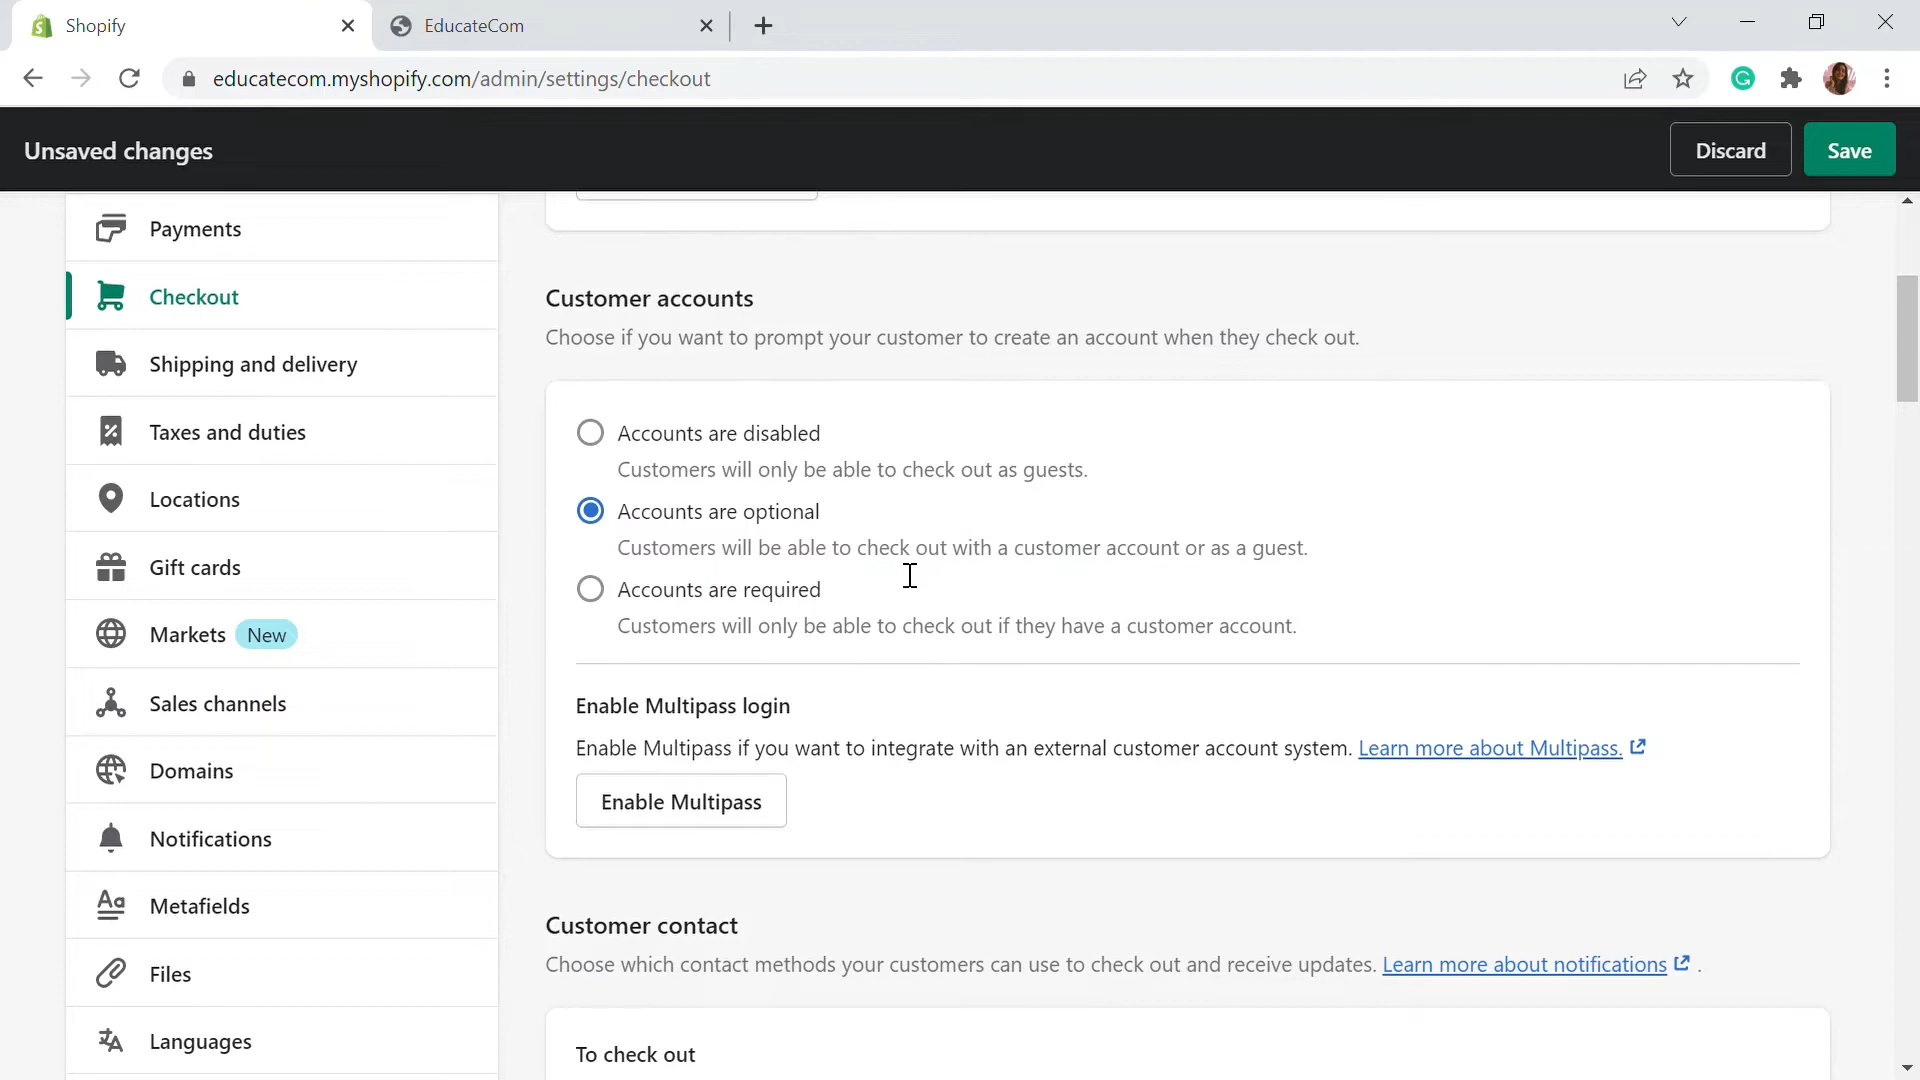 Shopify
EducateCom
educatecom.myshopify.com/admin/settings/checkout
Unsaved changes
Discard
Save
Payments
Checkout
Shipping and delivery
Taxes and duties
Locations
Gift cards
Markets New
Sales channels
Domains
Notifications
Metafields
Files
Languages
Customer accounts
Choose if you want to prompt your customer to create an account when they check out.
Accounts are disabled
Customers will only be able to check out as guests.
Accounts are optional
Customers will be able to check out with a customer account or as a guest.
Accounts are required
Customers will only be able to check out if they have a customer account.
Enable Multipass login
Enable Multipass if you want to integrate with an external customer account system. Learn more about Multipass.
Enable Multipass
Customer contact
Choose which contact methods your customers can use to check out and receive updates. Learn more about notifications .
To check out